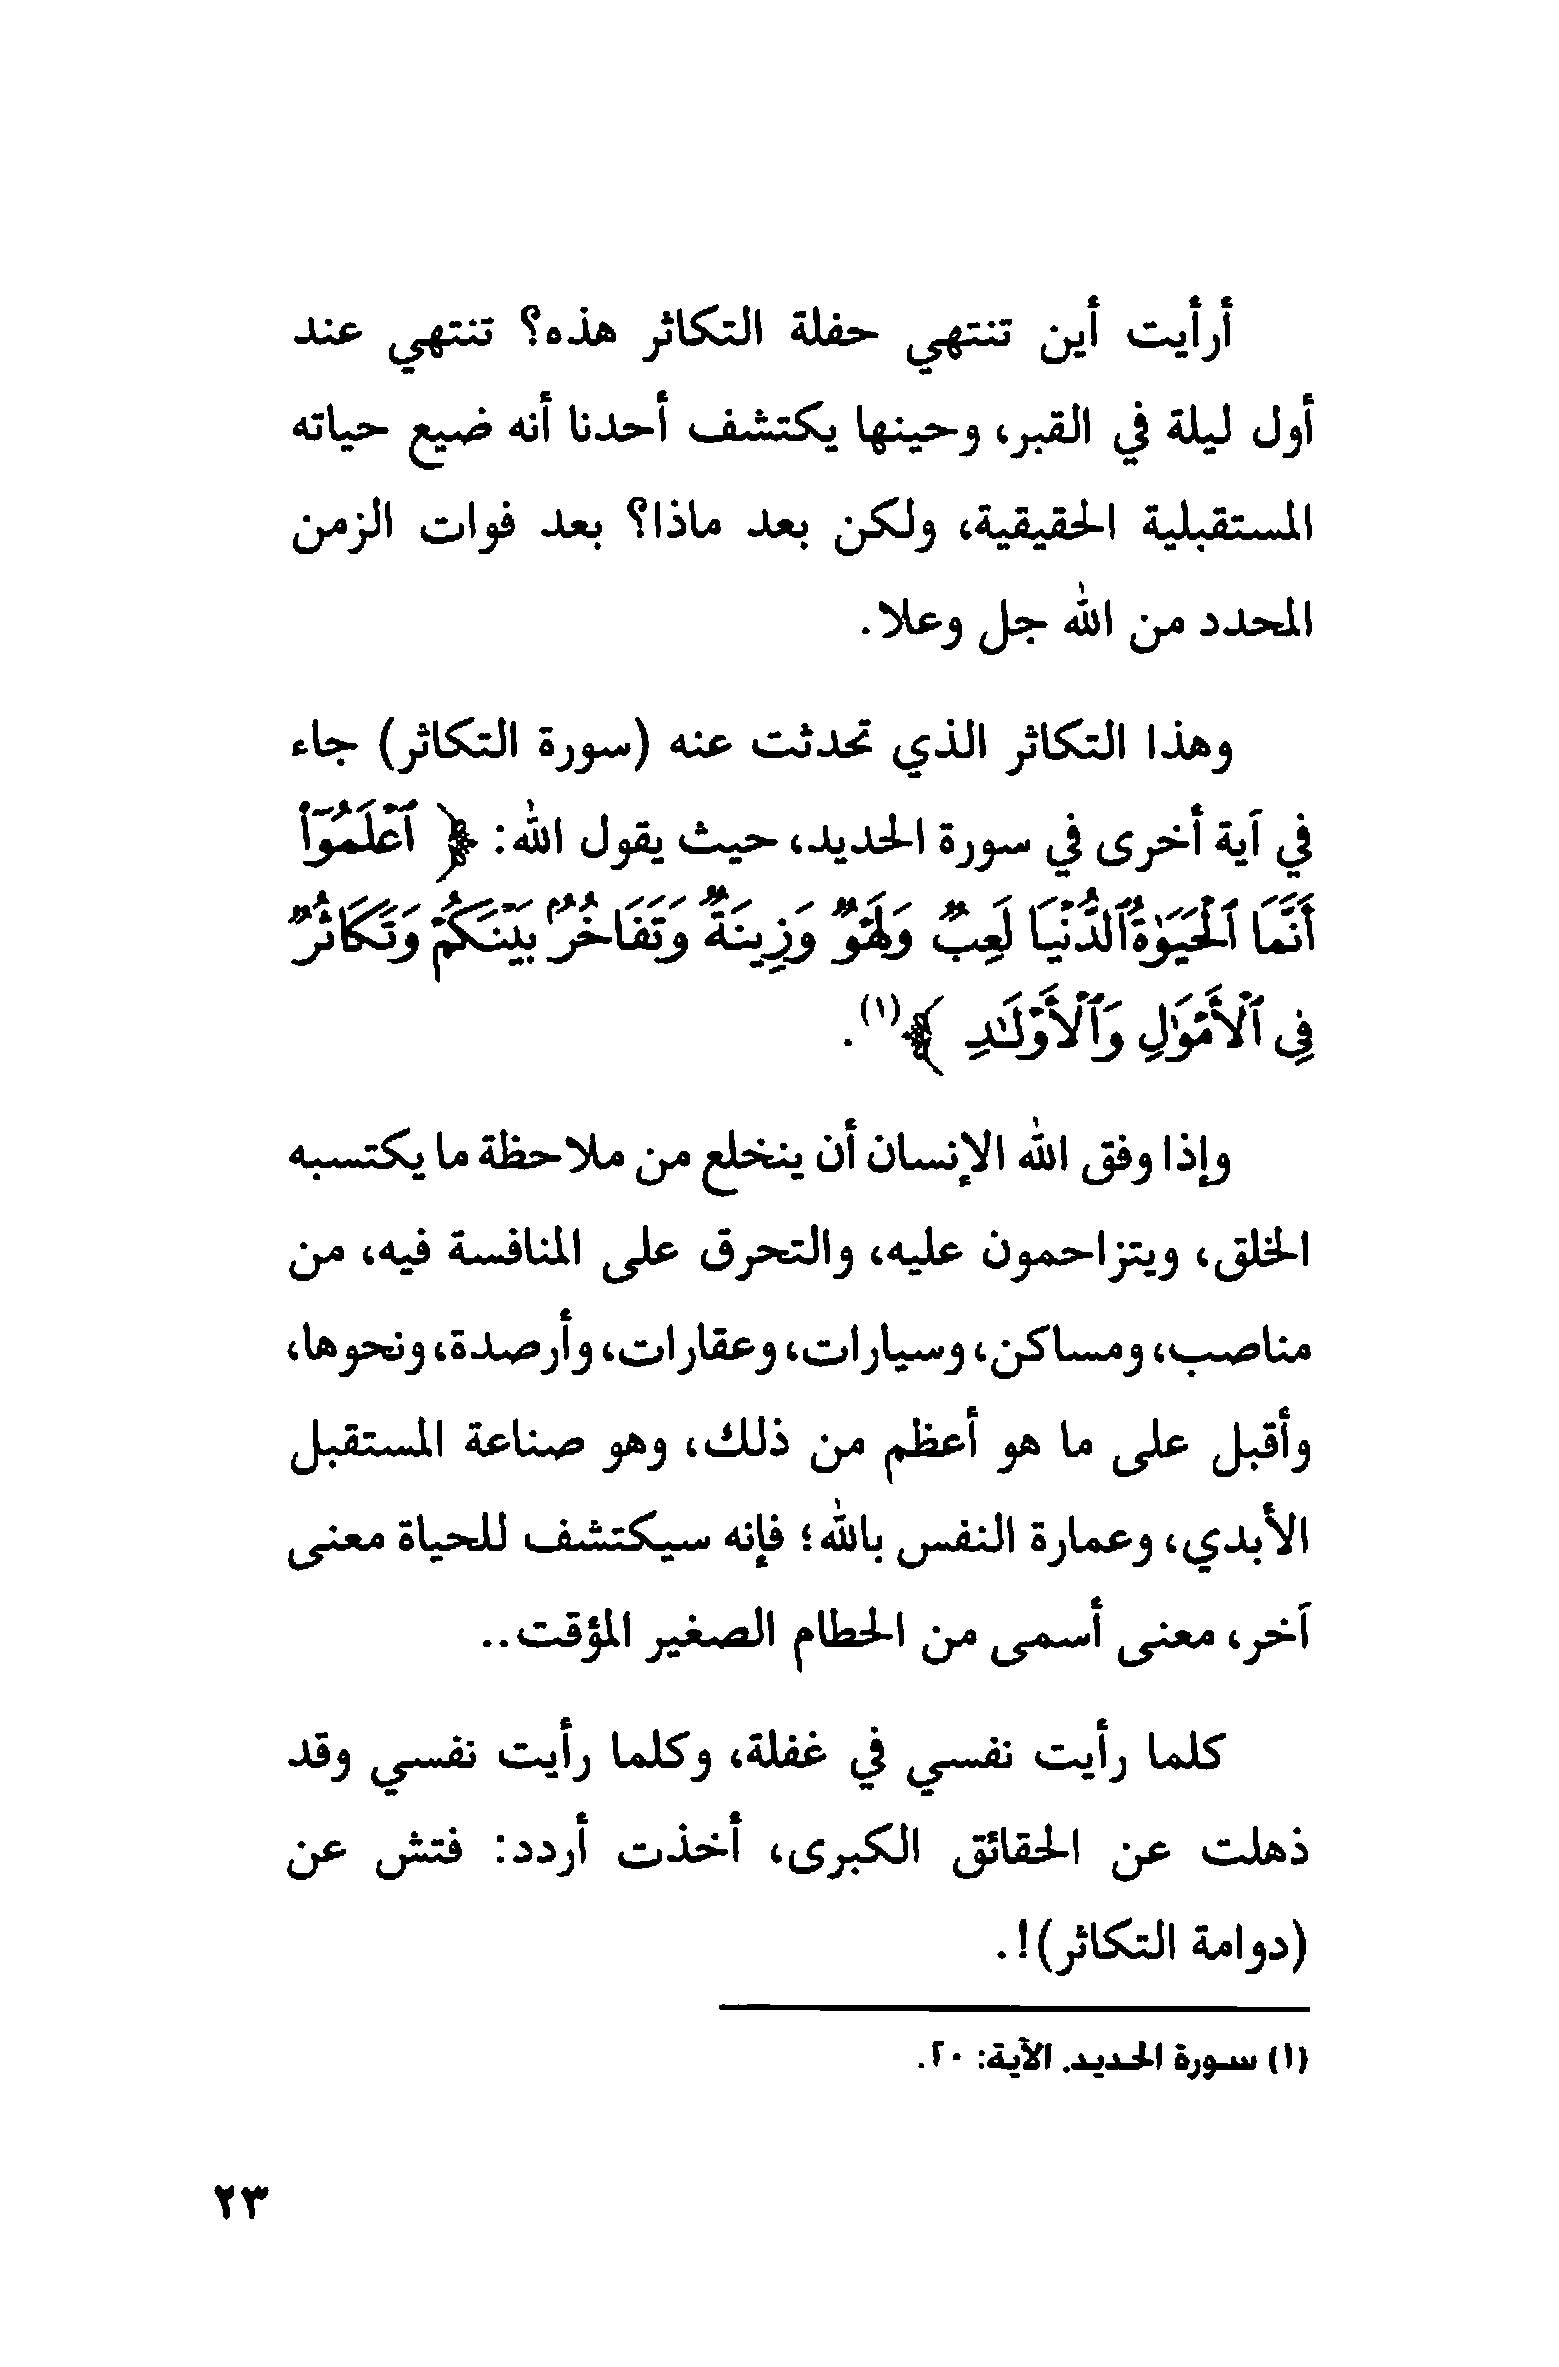 أرأيت أين تنتهي حفلة التكاثر هذه؟ تنتهي عند
أول ليلة في القبر، وحينها يكتشف أحدنا أنه ضيع حياته
المستقبلية الحقيقية، ولكن بعد ماذا؟ بعد فوات الزمن
المحدد من الله جل وعلا.
وهذا التكاثر الذي تحدثت عنه (سورة التكاثر) جاء
في آية أخرى في سورة الحديد، حيث يقول الله: ﴿ ٱعْلَمُوٓا۟
أَنَّمَا ٱلْحَيَوٰةُ ٱلدُّنْيَا لَعِبٌ وَلَهْوٌ وَزِينَةٌ وَتَفَاخُرٌۢ بَيْنَكُمْ وَتَكَاثُرٌ
فِى ٱلْأَمْوَٰلِ وَٱلْأَوْلَـٰدِ ﴾(١).
وإذا وفق الله الإنسان أن ينخلع من ملاحظة ما يكتسبه
الخلق، ويتزاحمون عليه، والتحرق على المنافسة فيه، من
مناصب، ومساكن، وسيارات، وعقارات، وأرصدة، ونحوها،
وأقبل على ما هو أعظم من ذلك، وهو صناعة المستقبل
الأبدي، وعمارة النفس بالله؛ فإنه سيكتشف للحياة معنى
آخر، معنى أسمى من الحطام الصغير المؤقت..
كلما رأيت نفسي في غفلة، وكلما رأيت نفسي وقد
ذهلت عن الحقائق الكبرى، أخذت أردد: فتش عن
(دوامة التكاثر)!.
(١) سورة الحديد. الآية: ٢٠.
٢٣